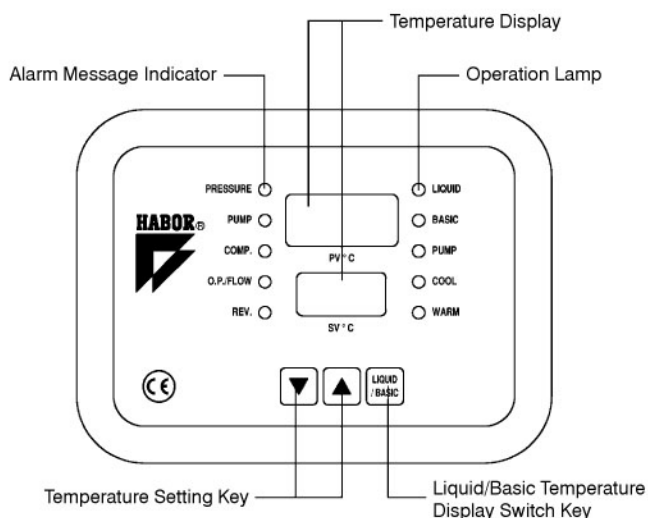 Temperature Display
Alarm Message Indicator
Operation Lamp
PRESSURE
LIQUID
PUMP
BASIC
HABOR®
COMP.
PUMP
PV°C
O.P./FLOW
COOL
REV.
WARM
SV°C
CE
▼
▲
LIQUID
/BASIC
Temperature Setting Key
Liquid/Basic Temperature
Display Switch Key